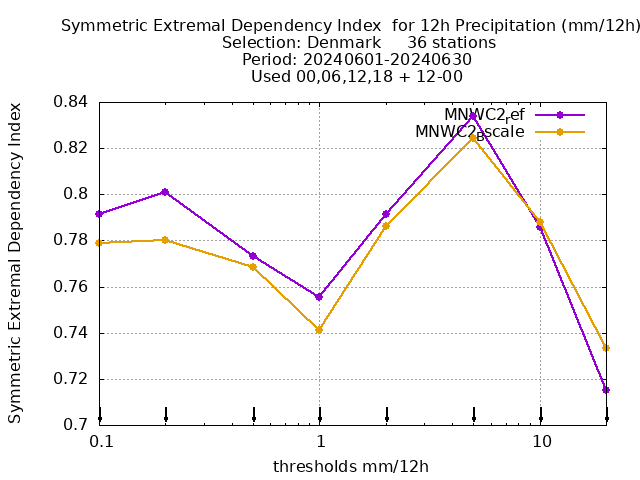 Symmetric Extremal Dependency Index  for 12h Precipitation (mm/12h)
Selection: Denmark     36 stations
Period: 20240601-20240630
Used 00,06,12,18 + 12-00
MNWC2ref
MNWC2Bscale
Symmetric Extremal Dependency Index
0.84
0.82
0.8
0.78
0.76
0.74
0.72
0.7
0.1
1
10
thresholds mm/12h